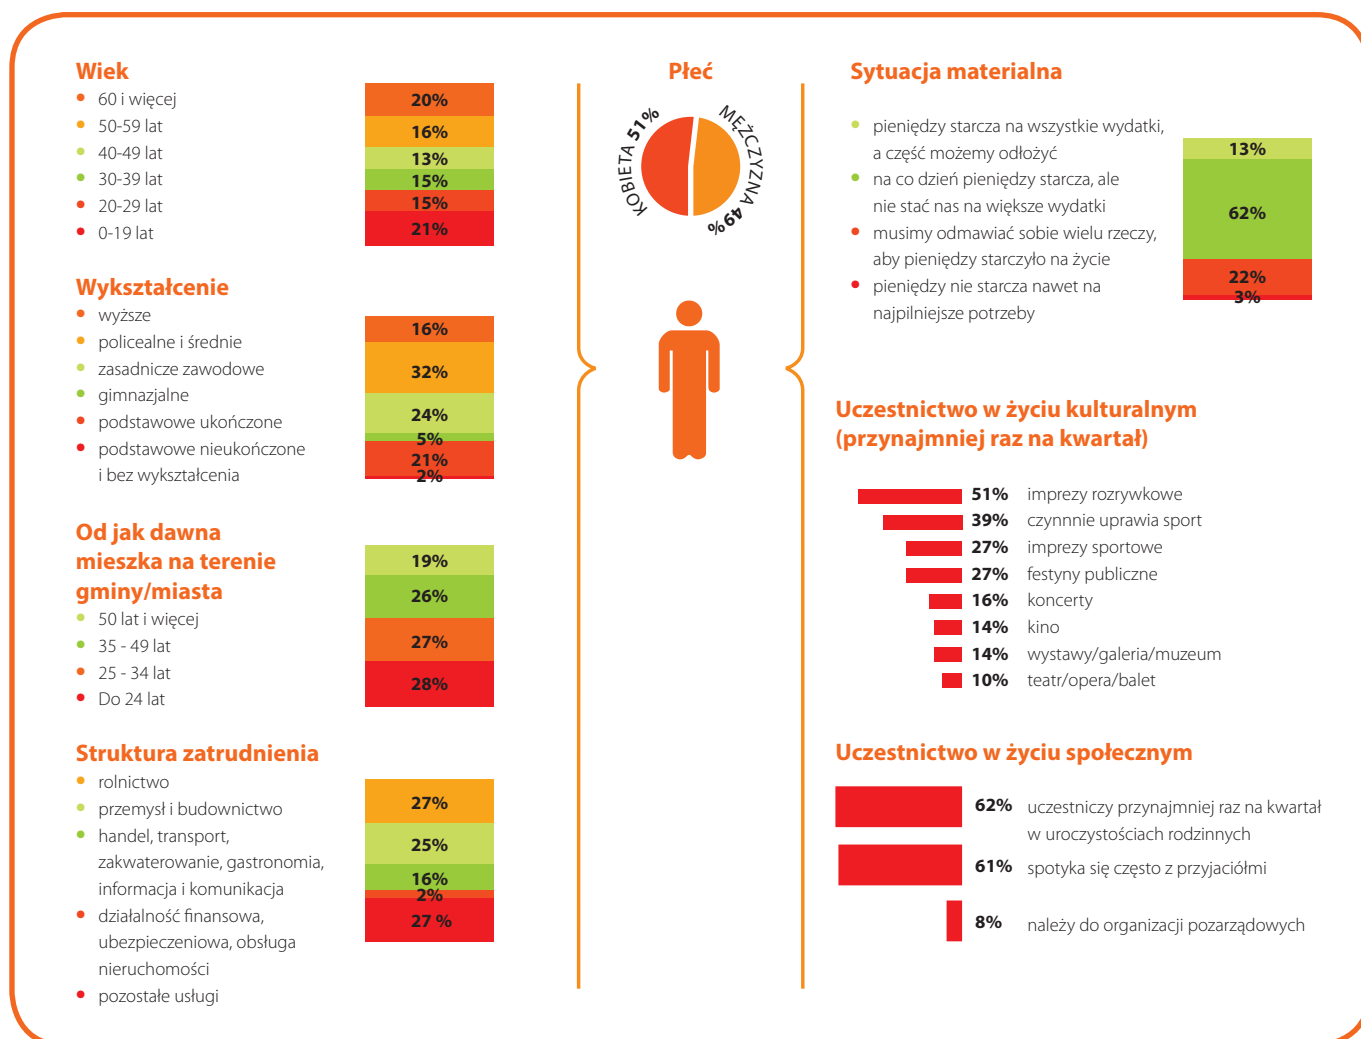 Wiek
60 i więcej
50-59 lat
40-49 lat
30-39 lat
20-29 lat
0-19 lat
20%
16%
13%
15%
15%
21%
Wykształcenie
wyższe
policealne i średnie
zasadnicze zawodowe
gimnazjalne
podstawowe ukończone
podstawowe nieukończone
i bez wykształcenia
16%
32%
24%
5%
21%
2%
Od jak dawna
mieszka na terenie
gminy/miasta
50 lat i więcej
35 - 49 lat
25 - 34 lat
Do 24 lat
19%
26%
27%
28%
Struktura zatrudnienia
rolnictwo
przemysł i budownictwo
handel, transport,
zakwaterowanie, gastronomia,
informacja i komunikacja
działalność finansowa,
ubezpieczeniowa, obsługa
nieruchomości
pozostałe usługi
27%
25%
16%
2%
27 %
Płeć
KOBIETA 51%
MĘŻCZYZNA 49%
Sytuacja materialna
pieniędzy starcza na wszystkie wydatki,
a część możemy odłożyć
na co dzień pieniędzy starcza, ale
nie stać nas na większe wydatki
musimy odmawiać sobie wielu rzeczy,
aby pieniędzy starczyło na życie
pieniędzy nie starcza nawet na
najpilniejsze potrzeby
13%
62%
22%
3%
Uczestnictwo w życiu kulturalnym
(przynajmniej raz na kwartał)
51% imprezy rozrywkowe
39% czynnnie uprawia sport
27% imprezy sportowe
27% festyny publiczne
16% koncerty
14% kino
14% wystawy/galeria/muzeum
10% teatr/opera/balet
Uczestnictwo w życiu społecznym
62% uczestniczy przynajmniej raz na kwartał
w uroczystościach rodzinnych
61% spotyka się często z przyjaciółmi
8% należy do organizacji pozarządowych